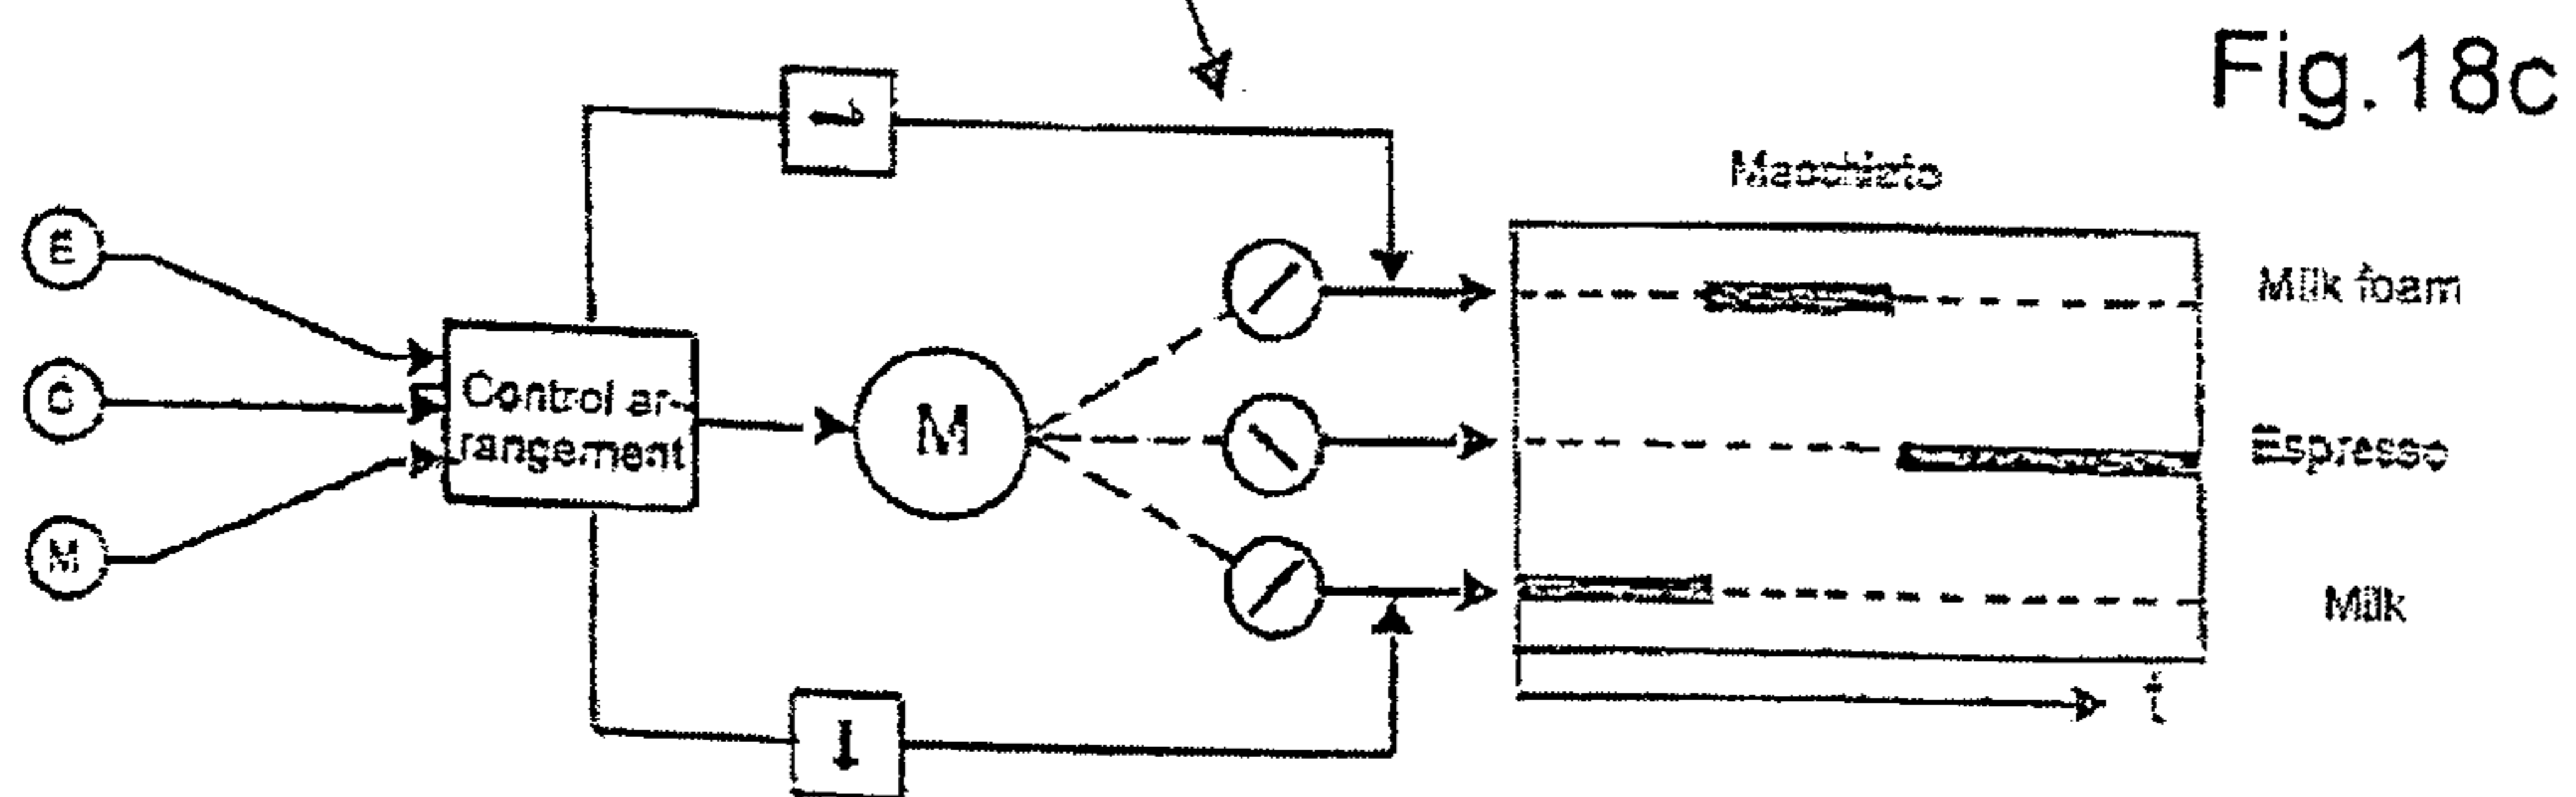 Fig.18c
Macchiato
E
C
M
Control ar-
rangement
M
Milk foam
Espresso
Milk
t